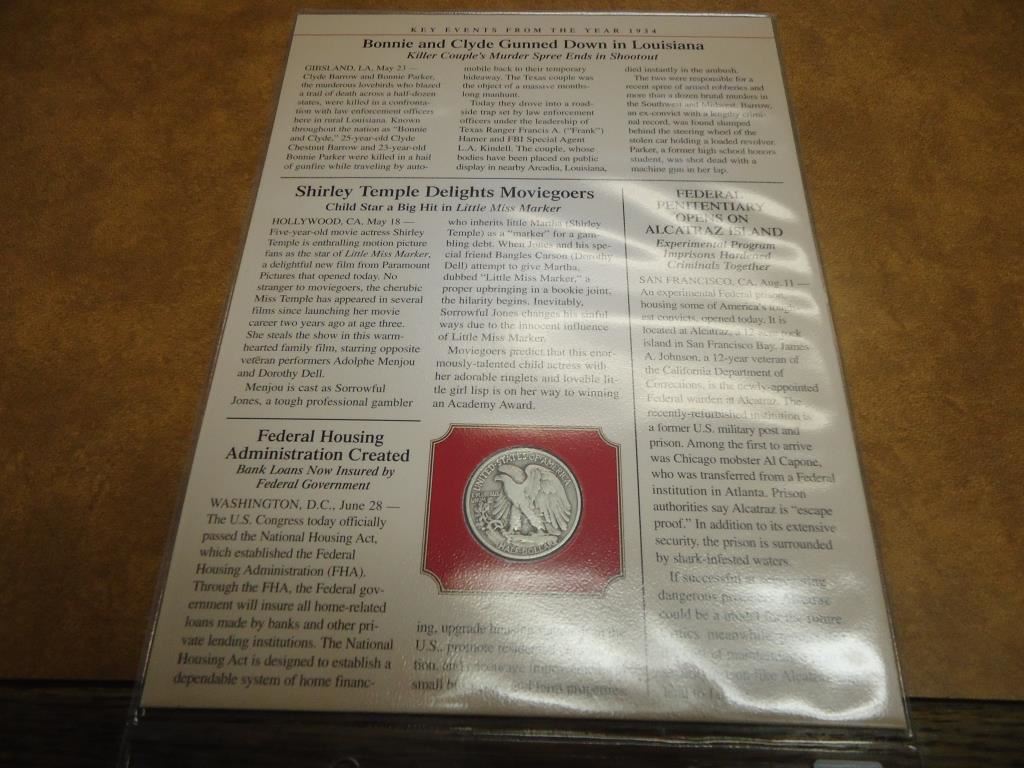 KEY EVENTS FROM THE YEAR 1934
Bonnie and Clyde Gunned Down in Louisiana
Killer Couple's Murder Spree Ends in Shootout
GIBSLAND, LA, May 23 —
Clyde Barrow and Bonnie Parker,
the murderous lovebirds who blazed
a trail of death across a half-dozen
states, were killed in a confronta-
tion with law enforcement officers
here in rural Louisiana. Known
throughout the nation as "Bonnie
and Clyde," 25-year-old Clyde
Chestnut Barrow and 23-year-old
Bonnie Parker were killed in a hail
of gunfire while traveling by auto-
mobile back to their temporary
hideaway. The Texas couple was
the object of a massive months-
long manhunt.
Today they drove into a road-
side trap set by law enforcement
officers under the leadership of
Texas Ranger Francis A. ("Frank")
Hamer and FBI Special Agent
L.A. Kindell. The couple, whose
bodies have been placed on public
display in nearby Arcadia, Louisiana,
died instantly in the ambush.
The two were responsible for a
recent spree of armed robberies and
more than a dozen brutal murders in
the Southwest and Midwest. Barrow,
an ex-convict with a lengthy crimi-
nal record, was found slumped
behind the steering wheel of the
stolen car holding a loaded revolver.
Parker, a former high school honors
student, was shot dead with a
machine gun in her lap.
Shirley Temple Delights Moviegoers
Child Star a Big Hit in Little Miss Marker
HOLLYWOOD, CA, May 18 —
Five-year-old movie actress Shirley
Temple is enthralling motion picture
fans as the star of Little Miss Marker,
a delightful new film from Paramount
Pictures that opened today. No
stranger to moviegoers, the cherubic
Miss Temple has appeared in several
films since launching her movie
career two years ago at age three.
She steals the show in this warm-
hearted family film, starring opposite
veteran performers Adolphe Menjou
and Dorothy Dell.
Menjou is cast as Sorrowful
Jones, a tough professional gambler
who inherits little Martha (Shirley
Temple) as a "marker" for a gam-
bling debt. When Jones and his spe-
cial friend Bangles Carson (Dorothy
Dell) attempt to give Martha,
dubbed "Little Miss Marker," a
proper upbringing in a bookie joint,
the hilarity begins. Inevitably,
Sorrowful Jones changes his sinful
ways due to the innocent influence
of Little Miss Marker.
Moviegoers predict that this enor-
mously-talented child actress with
her adorable ringlets and lovable lit-
tle girl lisp is on her way to winning
an Academy Award.
FEDERAL
PENITENTIARY
OPENS ON
ALCATRAZ ISLAND
Experimental Program
Imprisons Hardened
Criminals Together
SAN FRANCISCO, CA, Aug. 11 —
An experimental Federal prison,
housing some of America's tough-
est convicts, opened today. It is
located at Alcatraz, a 12-acre rock
island in San Francisco Bay. James
A. Johnson, a 12-year veteran of
the California Department of
Corrections, is the newly-appointed
Federal warden at Alcatraz. The
recently-refurbished institution is
a former U.S. military post and
prison. Among the first to arrive
was Chicago mobster Al Capone,
who was transferred from a Federal
institution in Atlanta. Prison
authorities say Alcatraz is "escape
proof." In addition to its extensive
security, the prison is surrounded
by shark-infested waters.
If successful at
dangerous
could be a model for the future
meanwhile
like
Federal Housing
Administration Created
Bank Loans Now Insured by
Federal Government
WASHINGTON, D.C., June 28 —
The U.S. Congress today officially
passed the National Housing Act,
which established the Federal
Housing Administration (FHA).
Through the FHA, the Federal gov-
ernment will insure all home-related
loans made by banks and other pri-
vate lending institutions. The National
Housing Act is designed to establish a
dependable system of home financ-
ing, upgrade housing the
U.S., promote
tion, and
small properties
UNITED STATES OF AMERICA
HALF DOLLAR